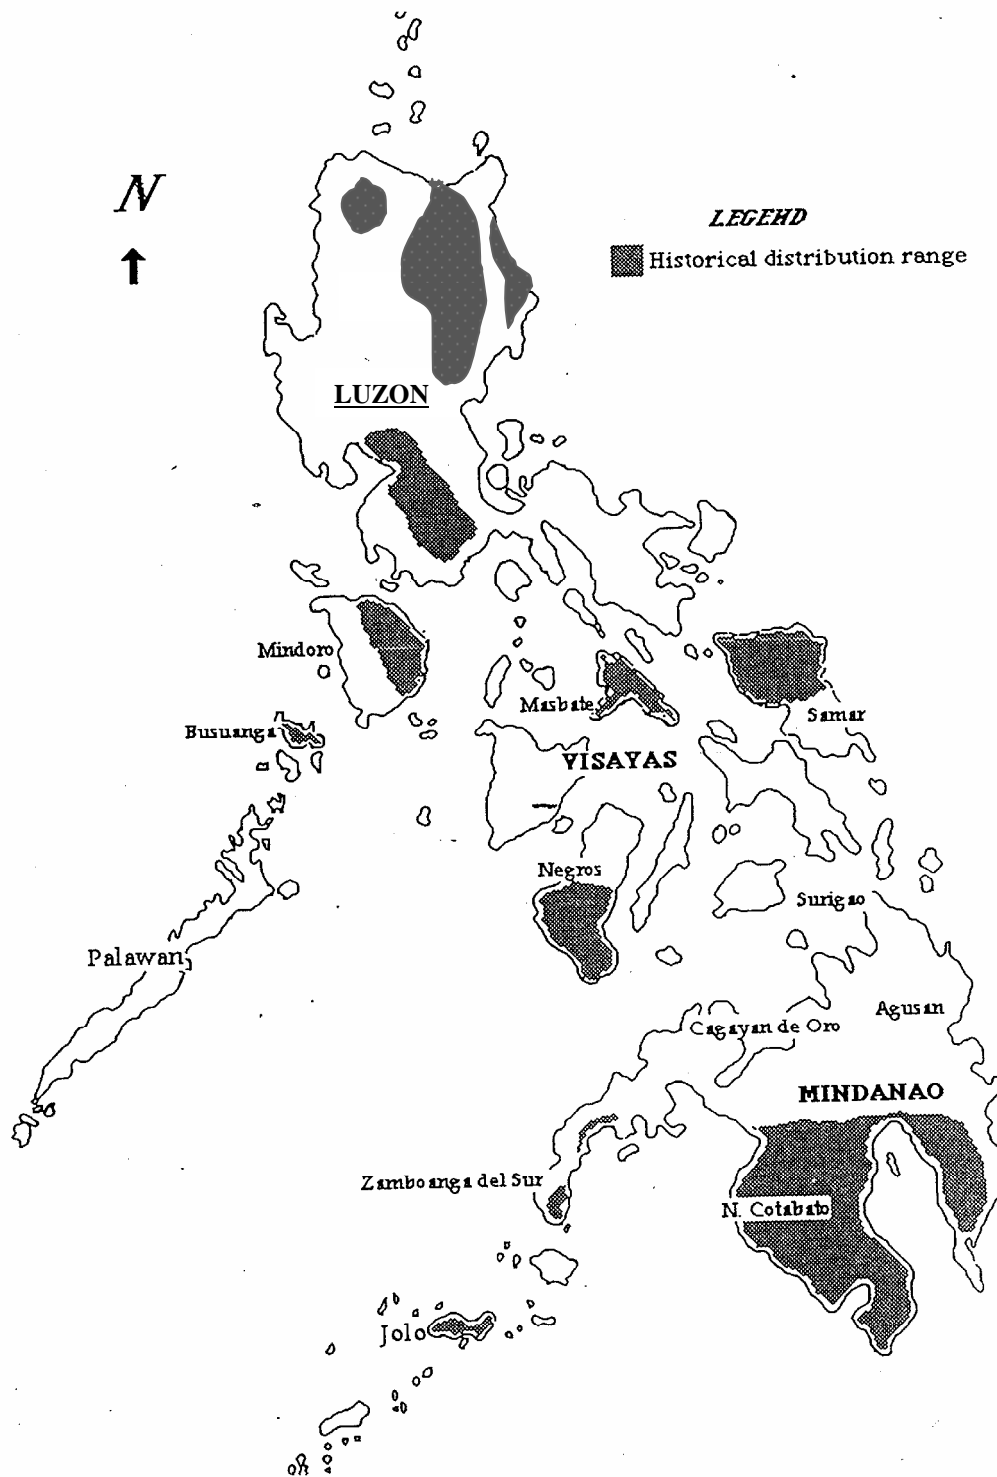 N
LEGEHD
Historical distribution range
LUZON
Mindoro
Masbate
Samar
Busuanga
VISAYAS
Negros
Surigao
Palawan
Agusan
Cagayan de Oro
MINDANAO
Zamboanga del Sur
N. Cotabato
Jolo